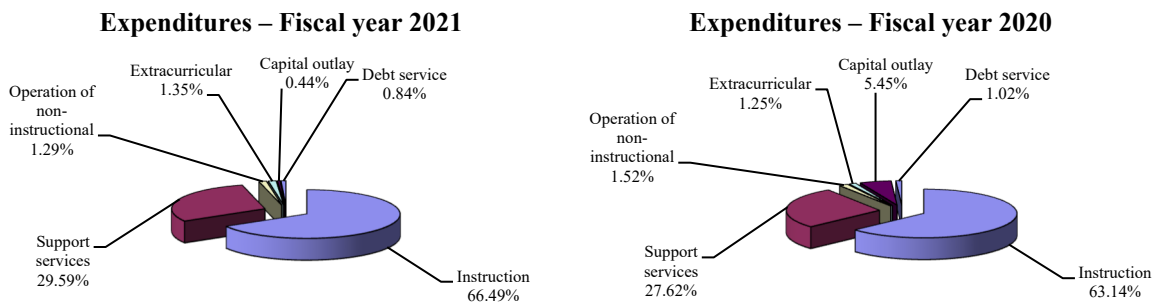 Expenditures – Fiscal year 2021
Extracurricular
1.35%
Capital outlay
0.44%
Debt service
0.84%
Operation of
non-
instructional
1.29%
Support
services
29.59%
Instruction
66.49%
Expenditures – Fiscal year 2020
Extracurricular
1.25%
Capital outlay
5.45%
Debt service
1.02%
Operation of
non-
instructional
1.52%
Support
services
27.62%
Instruction
63.14%